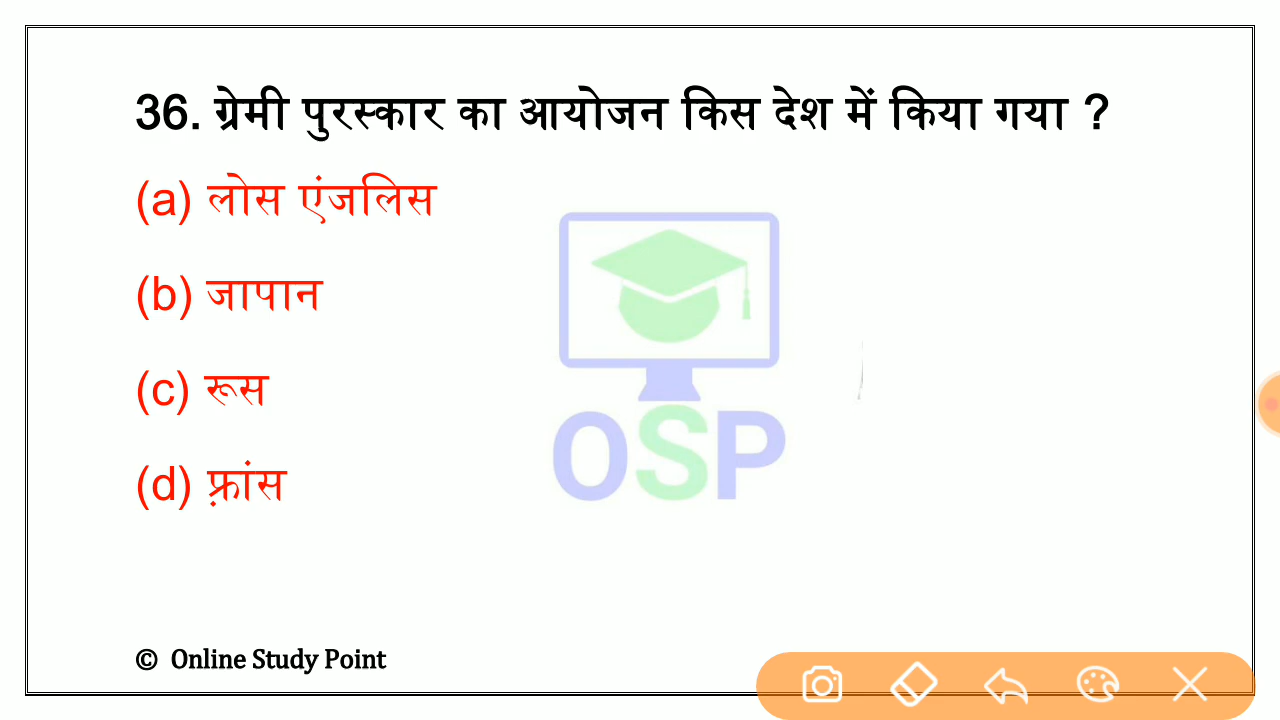 36. ग्रेमी पुरस्कार का आयोजन किस देश में किया गया ?
(a) लोस एंजलिस
(b) जापान
(c) रूस
(d) फ़्रांस
OSP
© Online Study Point